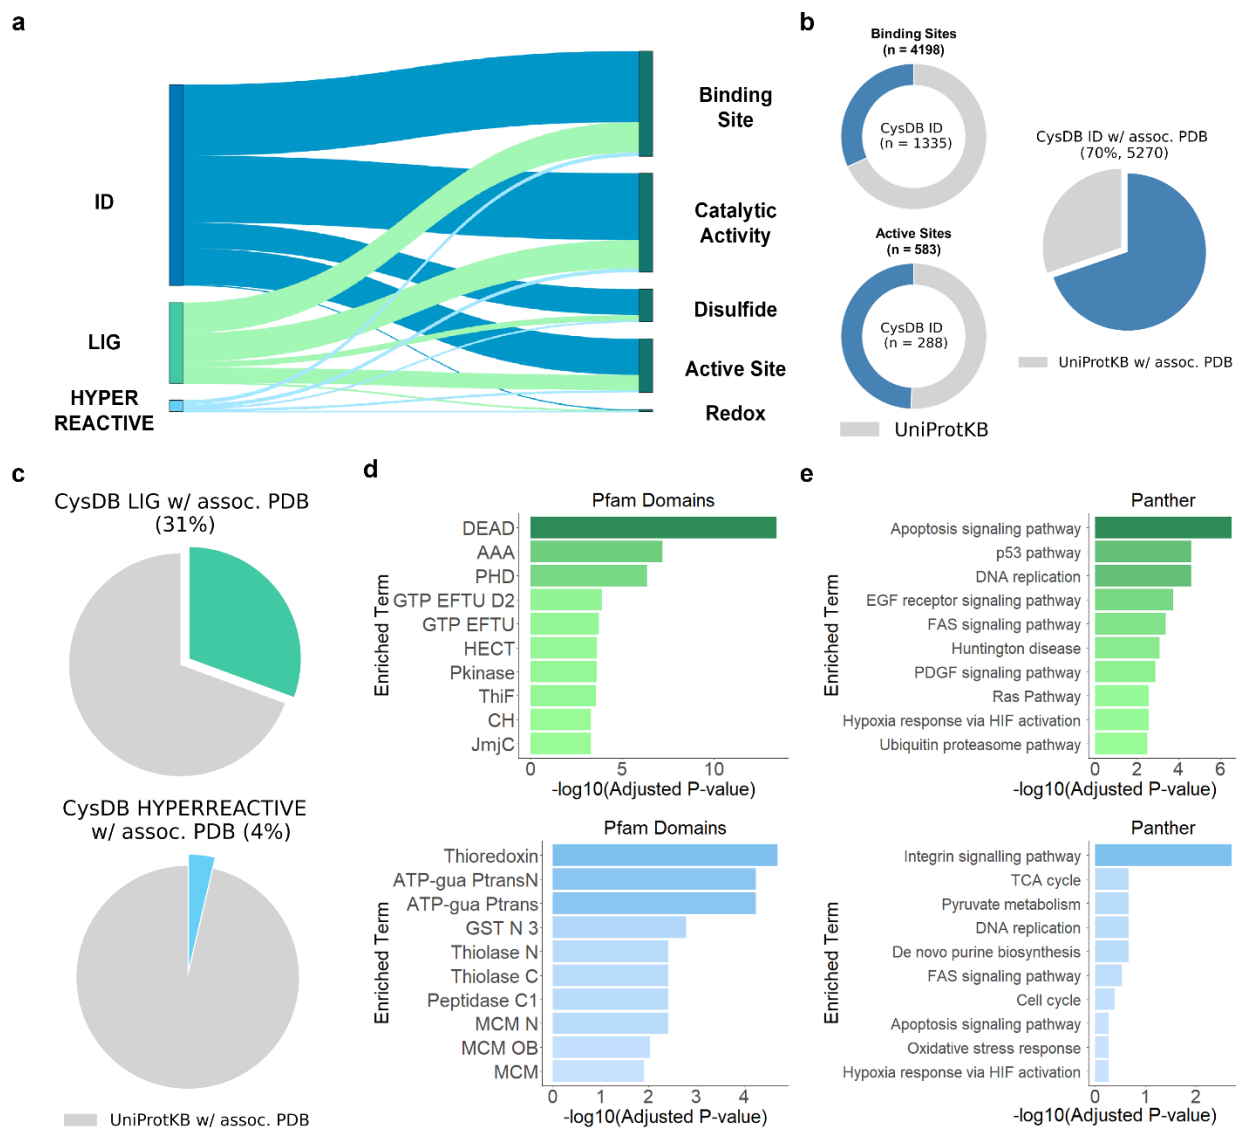 a
ID
LIG
HYPER
REACTIVE
Binding
Site
Catalytic
Activity
Disulfide
Active Site
Redox
b
Binding Sites
(n = 4198)
CysDB ID
(n = 1335)
Active Sites
(n = 583)
CysDB ID
(n = 288)
UniProtKB
CysDB ID w/ assoc. PDB
(70%, 5270)
UniProtKB w/ assoc. PDB
c
CysDB LIG w/ assoc. PDB
(31%)
CysDB HYPERREACTIVE
w/ assoc. PDB (4%)
UniProtKB w/ assoc. PDB
d
Pfam Domains
Enriched Term
DEAD
AAA
PHD
GTP EFTU D2
GTP EFTU
HECT
Pkinase
ThiF
CH
JmjC
0 5 10
-log10(Adjusted P-value)
Pfam Domains
Enriched Term
Thioredoxin
ATP-gua PtransN
ATP-gua Ptrans
GST N 3
Thiolase N
Thiolase C
Peptidase C1
MCM N
MCM OB
MCM
0 1 2 3 4
-log10(Adjusted P-value)
e
Panther
Enriched Term
Apoptosis signaling pathway
p53 pathway
DNA replication
EGF receptor signaling pathway
FAS signaling pathway
Huntington disease
PDGF signaling pathway
Ras Pathway
Hypoxia response via HIF activation
Ubiquitin proteasome pathway
0 2 4 6
-log10(Adjusted P-value)
Panther
Enriched Term
Integrin signalling pathway
TCA cycle
Pyruvate metabolism
DNA replication
De novo purine biosynthesis
FAS signaling pathway
Cell cycle
Apoptosis signaling pathway
Oxidative stress response
Hypoxia response via HIF activation
0 1 2
-log10(Adjusted P-value)